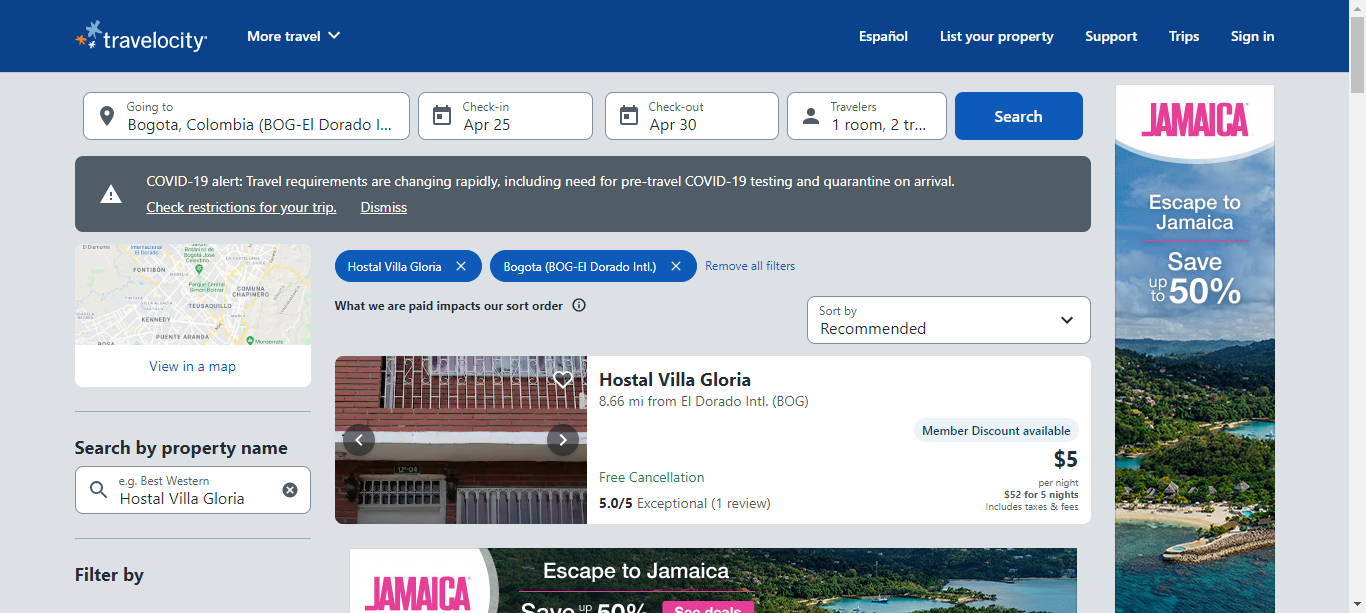 travelocity
More travel
Español
List your property
Support
Trips
Sign in
Going to
Bogota, Colombia (BOG-El Dorado I...
Check-in
Apr 25
Check-out
Apr 30
Travelers
1 room, 2 tr...
Search
COVID-19 alert: Travel requirements are changing rapidly, including need for pre-travel COVID-19 testing and quarantine on arrival.
Check restrictions for your trip.
Dismiss
FONTIBÓN
COMUNA
CHAPINERO
TEUSAQUILLO
KENNEDY
PUENTE ARANDA
Monserrate
View in a map
Search by property name
e.g. Best Western
Hostal Villa Gloria
Filter by
Hostal Villa Gloria
Bogota (BOG-El Dorado Intl.)
Remove all filters
What we are paid impacts our sort order
Sort by
Recommended
Hostal Villa Gloria
8.66 mi from El Dorado Intl. (BOG)
Member Discount available
$5
per night
$52 for 5 nights
Includes taxes & fees
Free Cancellation
5.0/5 Exceptional (1 review)
JAMAICA
Escape to Jamaica
Save up to 50%
See deals
JAMAICA
Escape to
Jamaica
Save
up to 50%